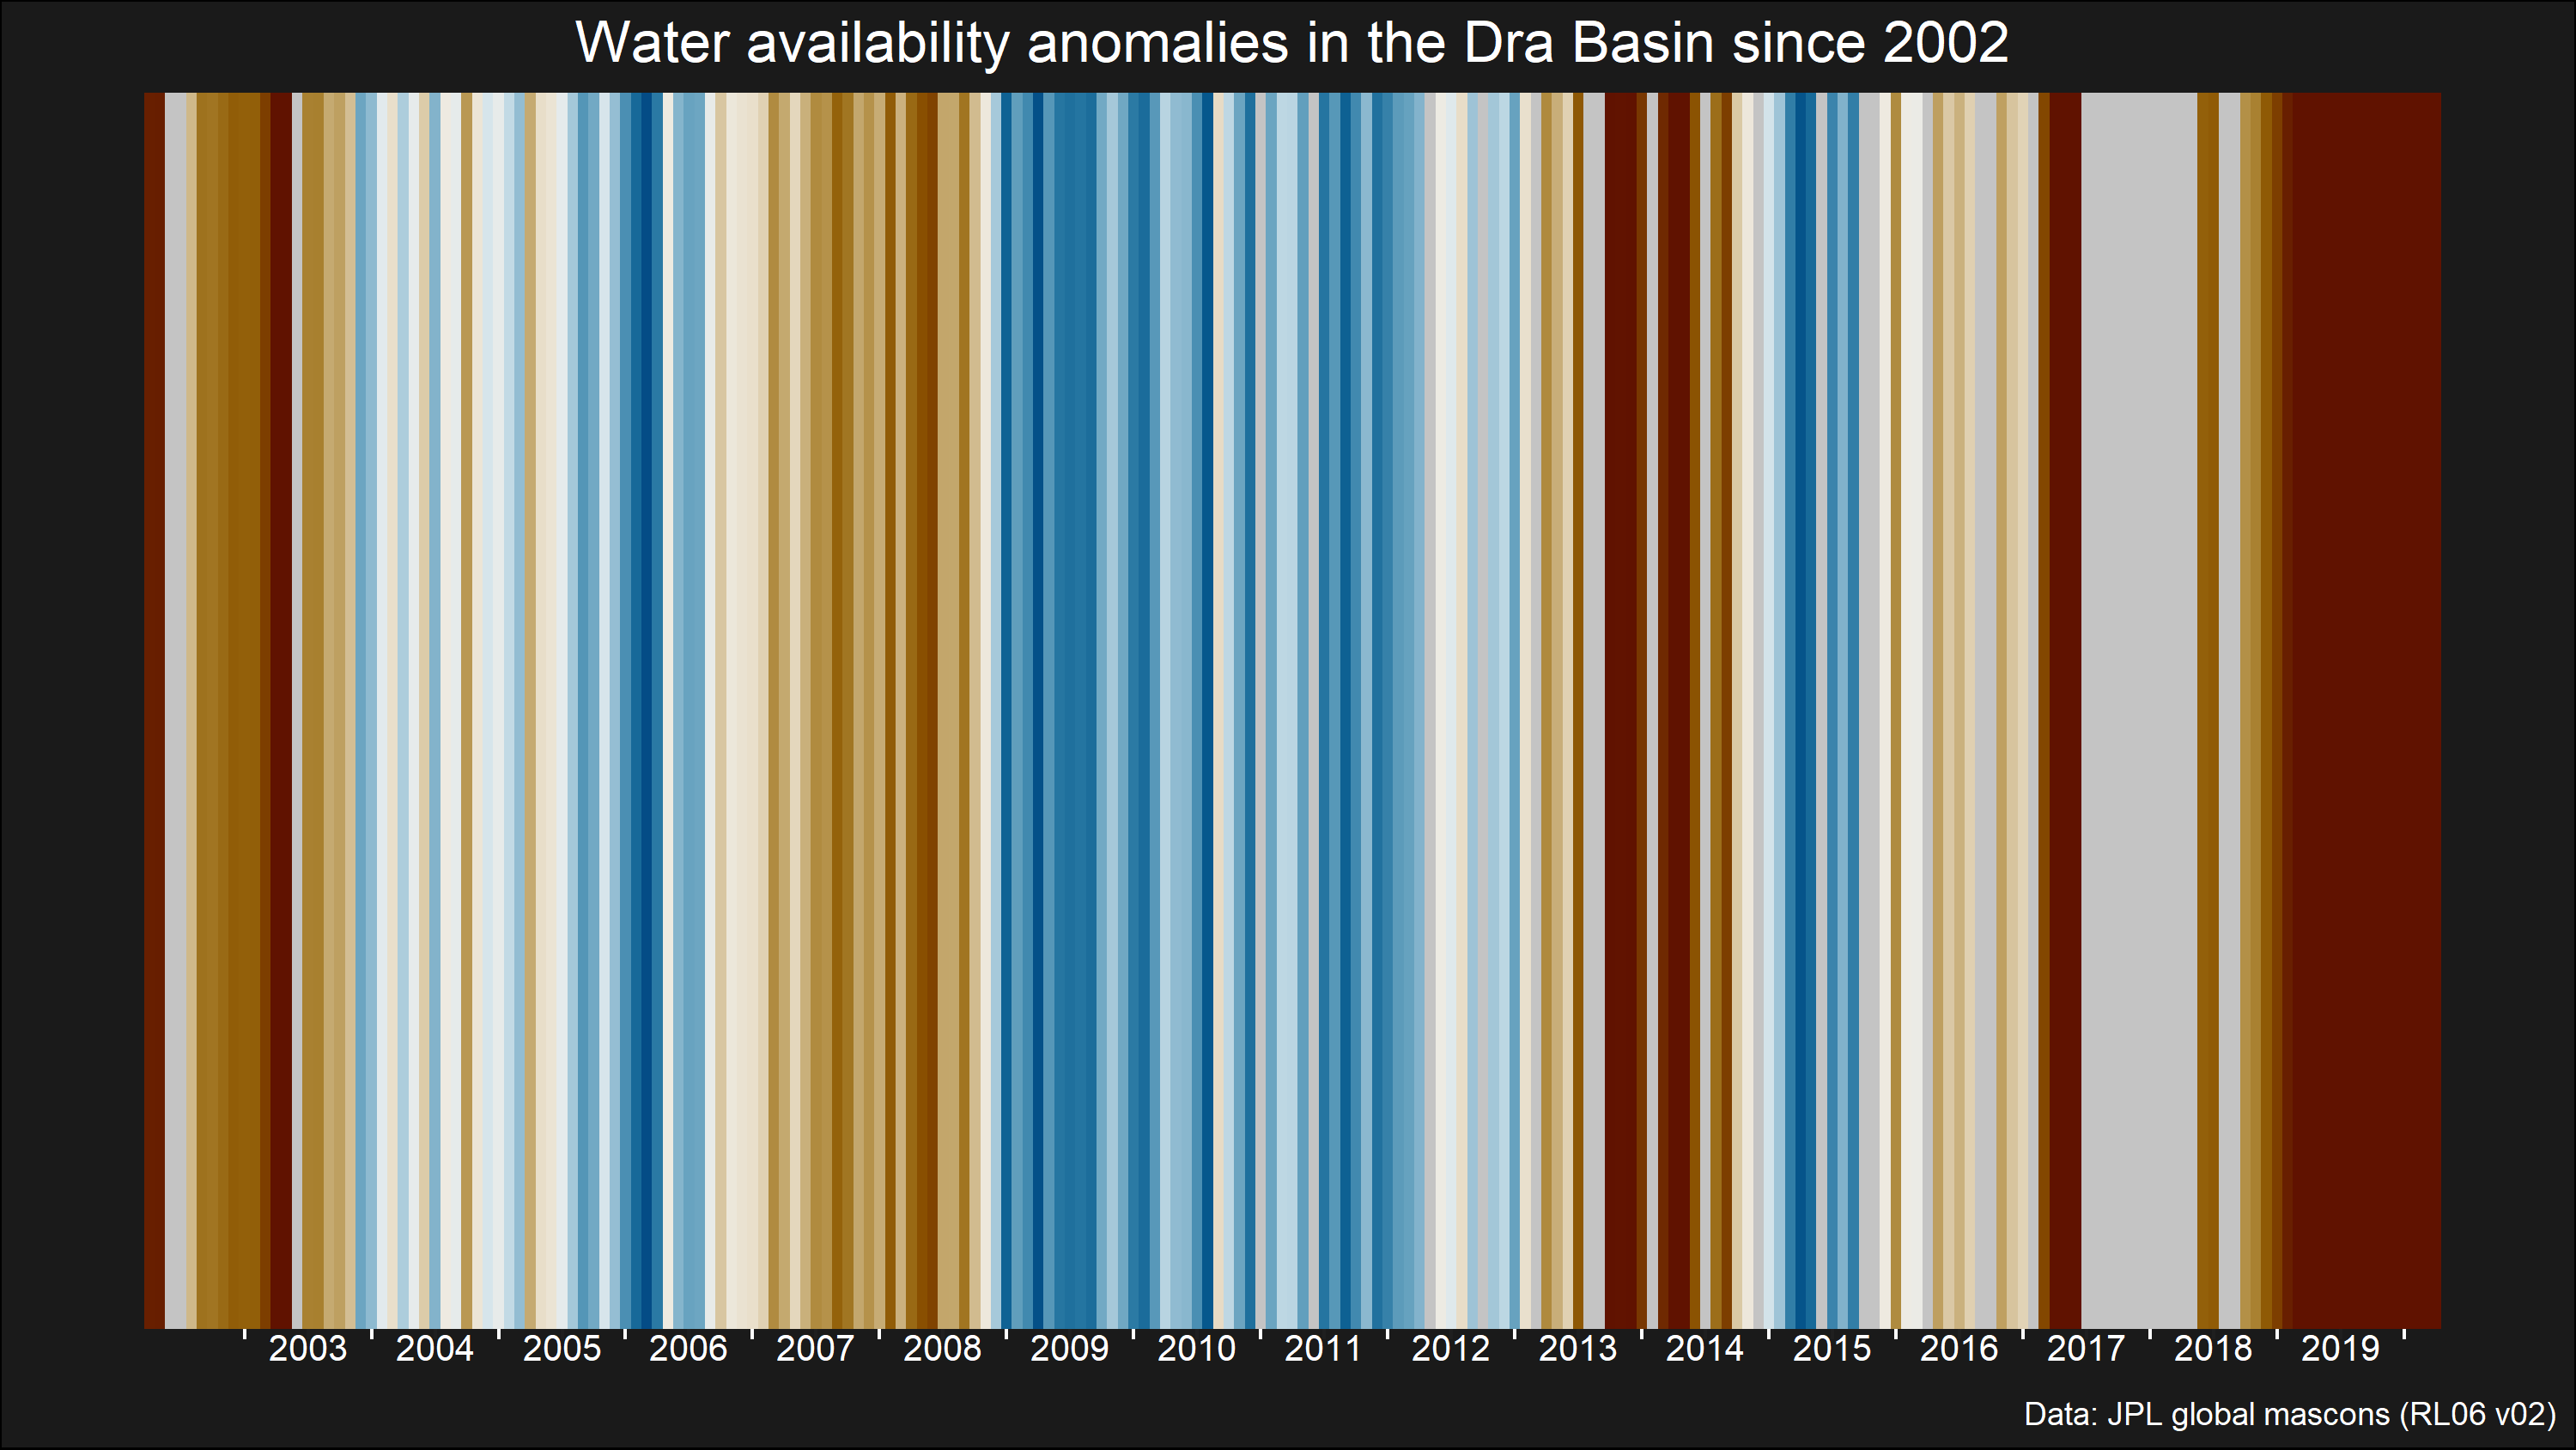 Water availability anomalies in the Dra Basin since 2002
2003 2004 2005 2006 2007 2008 2009 2010 2011 2012 2013 2014 2015 2016 2017 2018 2019
Data: JPL global mascons (RL06 v02)